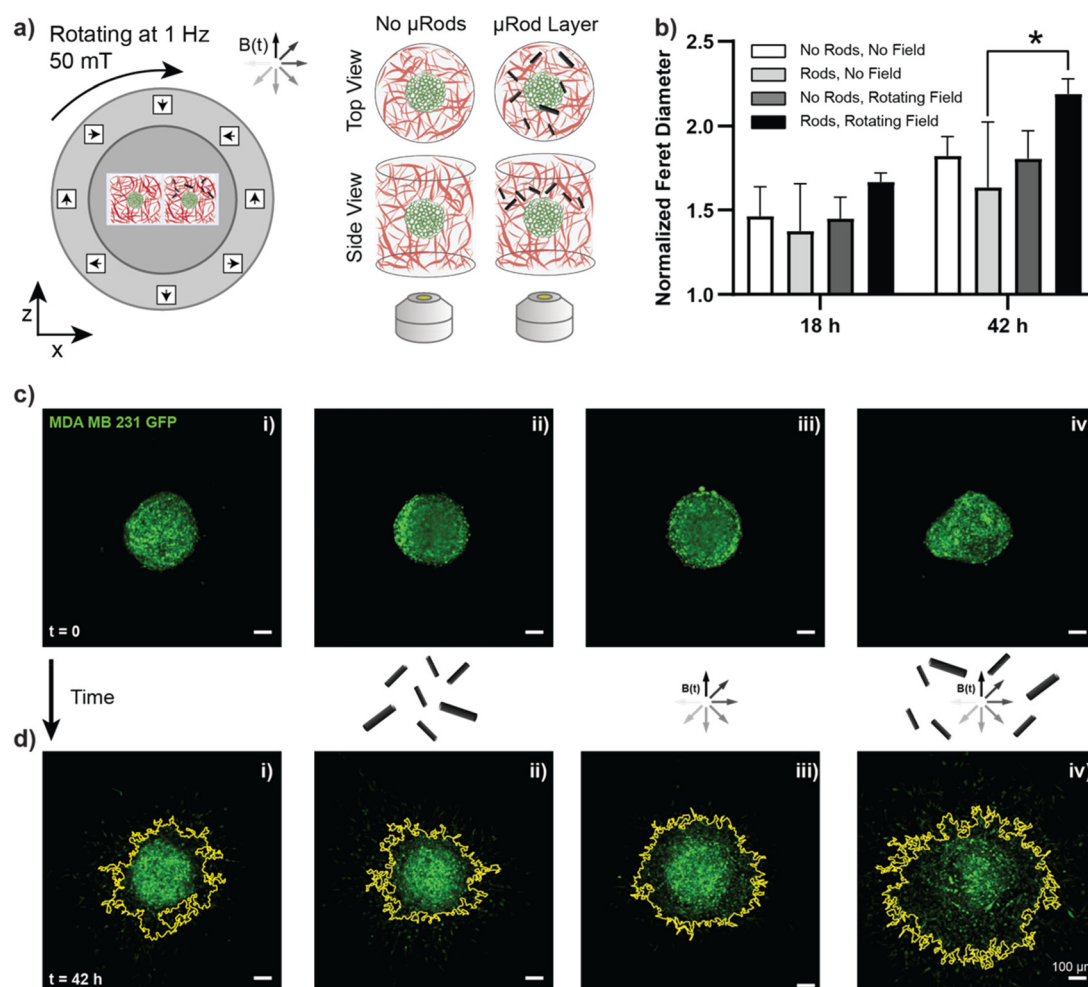 a)
Rotating at 1 Hz
50 mT
B(t)
z
x
No µRods
µRod Layer
Top View
Side View
b)
Normalized Feret Diameter
2.5
2.0
1.5
1.0
No Rods, No Field
Rods, No Field
No Rods, Rotating Field
Rods, Rotating Field
*
18 h
42 h
c)
MDA MB 231 GFP
i)
ii)
iii)
iv
t = 0
Time
B(t)
B(t)
d)
i)
ii)
iii)
iv)
t = 42 h
100 µm